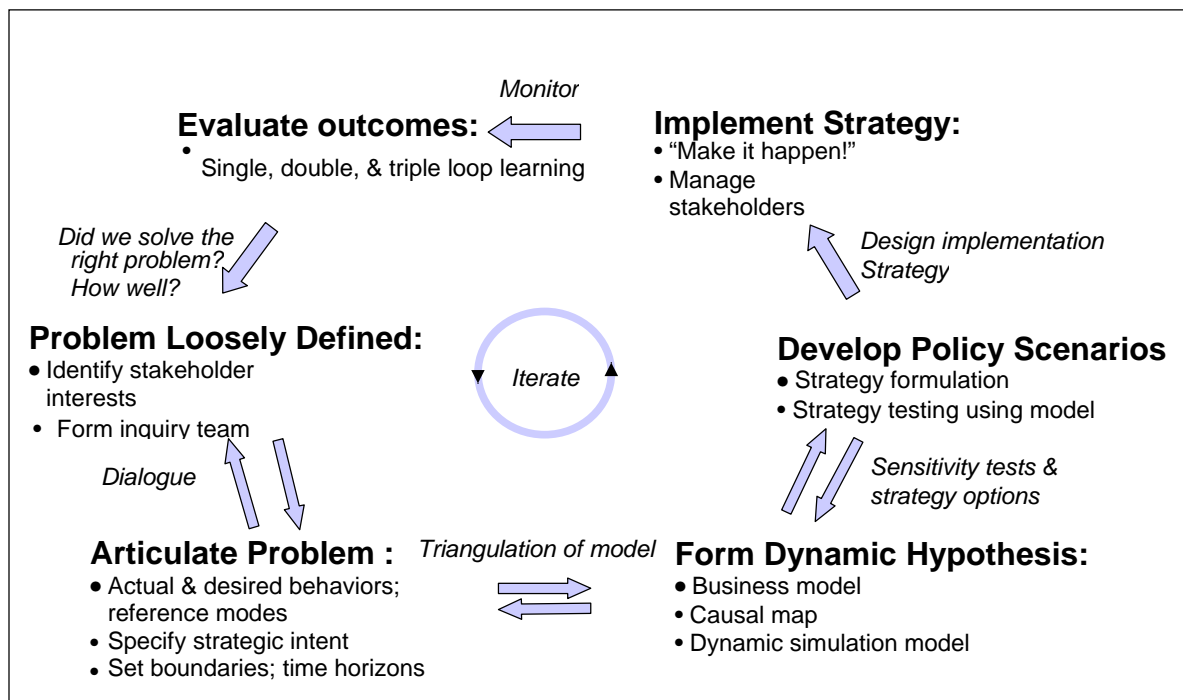 Monitor
Evaluate outcomes:
• Single, double, & triple loop learning
Implement Strategy:
• “Make it happen!”
• Manage
stakeholders
Did we solve the
right problem?
How well?
Design implementation
Strategy
Problem Loosely Defined:
• Identify stakeholder
interests
• Form inquiry team
Iterate
Develop Policy Scenarios
• Strategy formulation
• Strategy testing using model
Dialogue
Sensitivity tests &
strategy options
Articulate Problem :
• Actual & desired behaviors;
reference modes
• Specify strategic intent
• Set boundaries; time horizons
Triangulation of model
Form Dynamic Hypothesis:
• Business model
• Causal map
• Dynamic simulation model